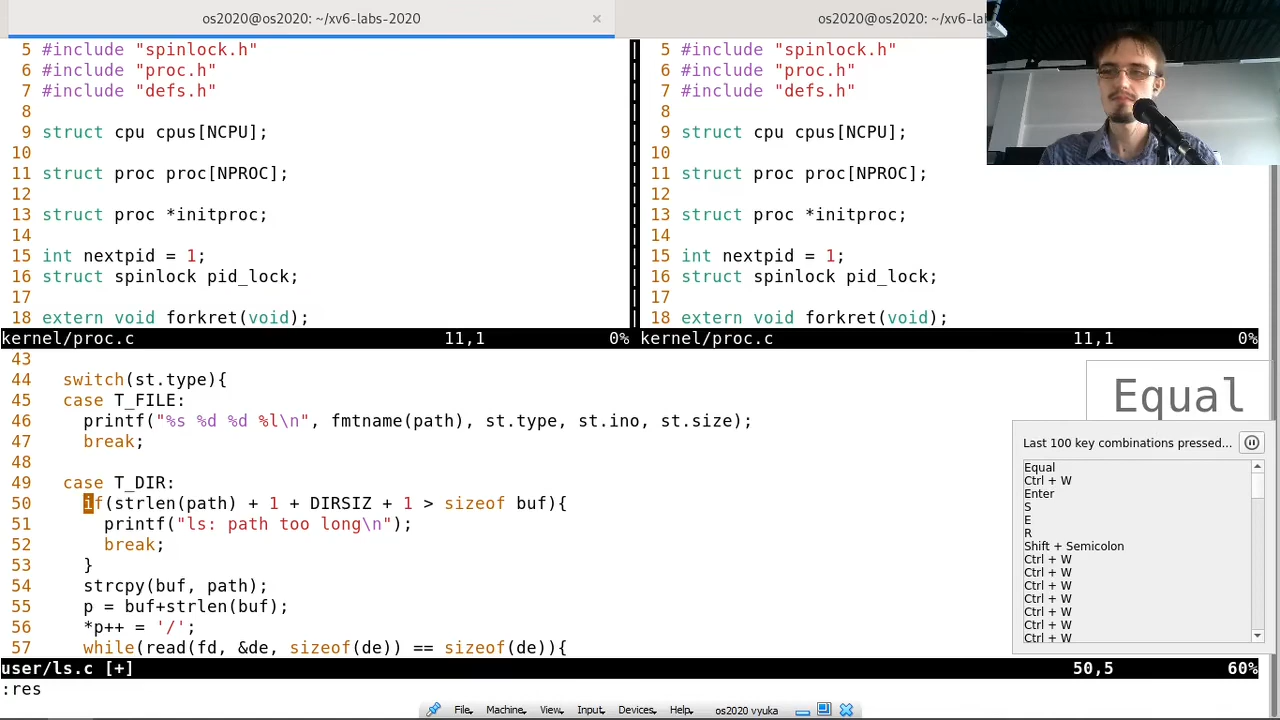 os2020@os2020: ~/xv6-labs-2020 ×
os2020@os2020: ~/xv6-la
5 #include "spinlock.h"
6 #include "proc.h"
7 #include "defs.h"
8
9 struct cpu cpus[NCPU];
10
11 struct proc proc[NPROC];
12
13 struct proc *initproc;
14
15 int nextpid = 1;
16 struct spinlock pid_lock;
17
18 extern void forkret(void);
kernel/proc.c 11,1 0%
5 #include "spinlock.h"
6 #include "proc.h"
7 #include "defs.h"
8
9 struct cpu cpus[NCPU];
10
11 struct proc proc[NPROC];
12
13 struct proc *initproc;
14
15 int nextpid = 1;
16 struct spinlock pid_lock;
17
18 extern void forkret(void);
kernel/proc.c 11,1 0%
43
44 switch(st.type){
45 case T_FILE:
46 printf("%s %d %d %l\n", fmtname(path), st.type, st.ino, st.size);
47 break;
48
49 case T_DIR:
50 if(strlen(path) + 1 + DIRSIZ + 1 > sizeof buf){
51 printf("ls: path too long\n");
52 break;
53 }
54 strcpy(buf, path);
55 p = buf+strlen(buf);
56 *p++ = '/';
57 while(read(fd, &de, sizeof(de)) == sizeof(de)){
user/ls.c [+] 50,5 60%
:res
Equal
Last 100 key combinations pressed...
Equal
Ctrl + W
Enter
S
E
R
Shift + Semicolon
Ctrl + W
Ctrl + W
Ctrl + W
Ctrl + W
Ctrl + W
Ctrl + W
Ctrl + W
File Machine View Input Devices Help os2020 vyuka